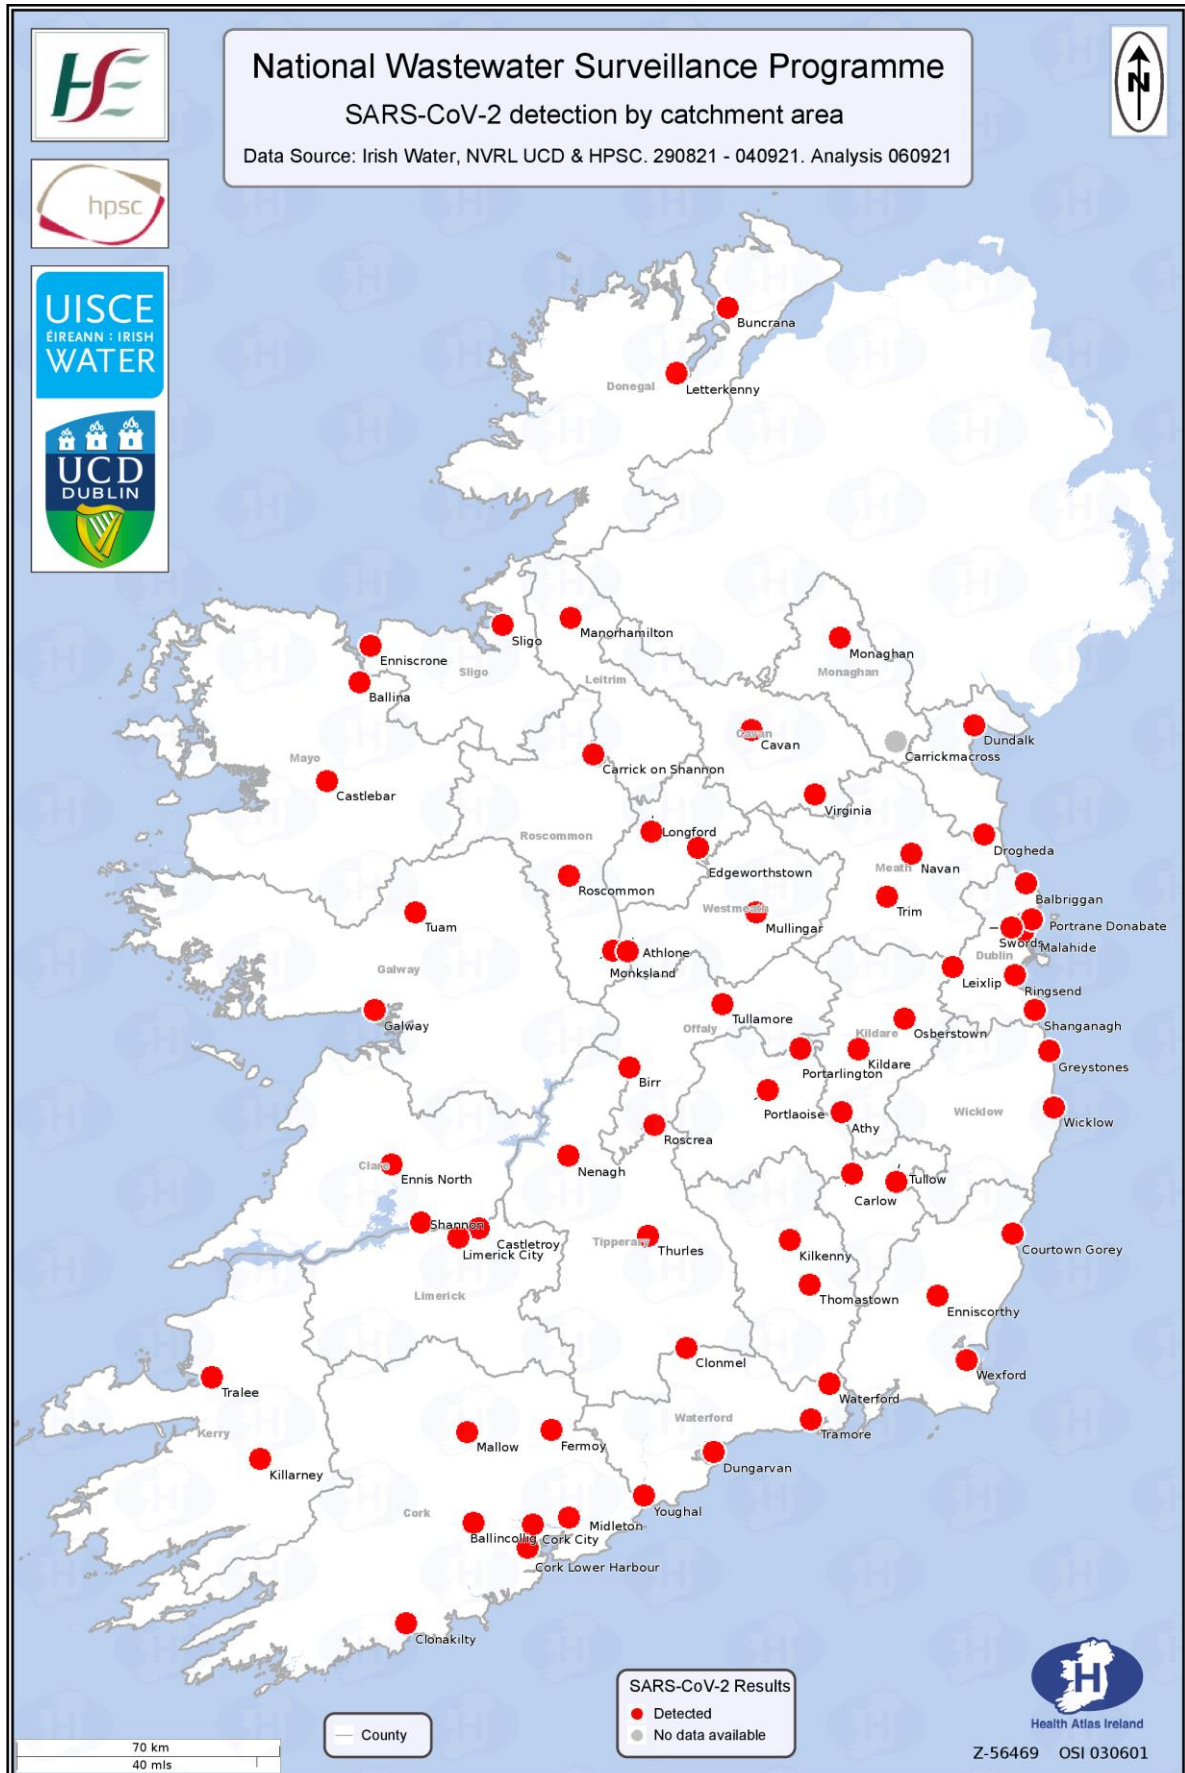 National Wastewater Surveillance Programme
SARS-CoV-2 detection by catchment area
Data Source: Irish Water, NVRL UCD & HPSC. 290821 - 040921. Analysis 060921
HSE
hpsc
UISCE
ÉIREANN : IRISH
WATER
UCD
DUBLIN
N
Buncrana
Donegal
Letterkenny
Sligo
Manorhamilton
Monaghan
Enniscrone
Sligo
Leitrim
Monaghan
Ballina
Cavan
Cavan
Dundalk
Carrickmacross
Mayo
Carrick on Shannon
Castlebar
Virginia
Roscommon
Longford
Drogheda
Edgeworthstown
Meath
Navan
Roscommon
Balbriggan
Westmeath
Trim
Tuam
Mullingar
Portrane Donabate
Swords
Malahide
Athlone
Monksland
Dublin
Galway
Leixlip
Ringsend
Galway
Tullamore
Offaly
Kildare
Osberstown
Shanganagh
Birr
Portarlington
Kildare
Greystones
Portlaoise
Athy
Wicklow
Wicklow
Roscrea
Clare
Ennis North
Nenagh
Carlow
Tullow
Shannon
Castletroy
Limerick City
Tipperary
Thurles
Kilkenny
Courtown Gorey
Limerick
Thomastown
Enniscorthy
Clonmel
Wexford
Tralee
Waterford
Kerry
Waterford
Tramore
Mallow
Fermoy
Killarney
Dungarvan
Cork
Youghal
Ballincollig
Cork City
Midleton
Cork Lower Harbour
Clonakilty
SARS-CoV-2 Results
Detected
No data available
County
70 km
40 mls
H
Health Atlas Ireland
Z-56469 OSI 030601